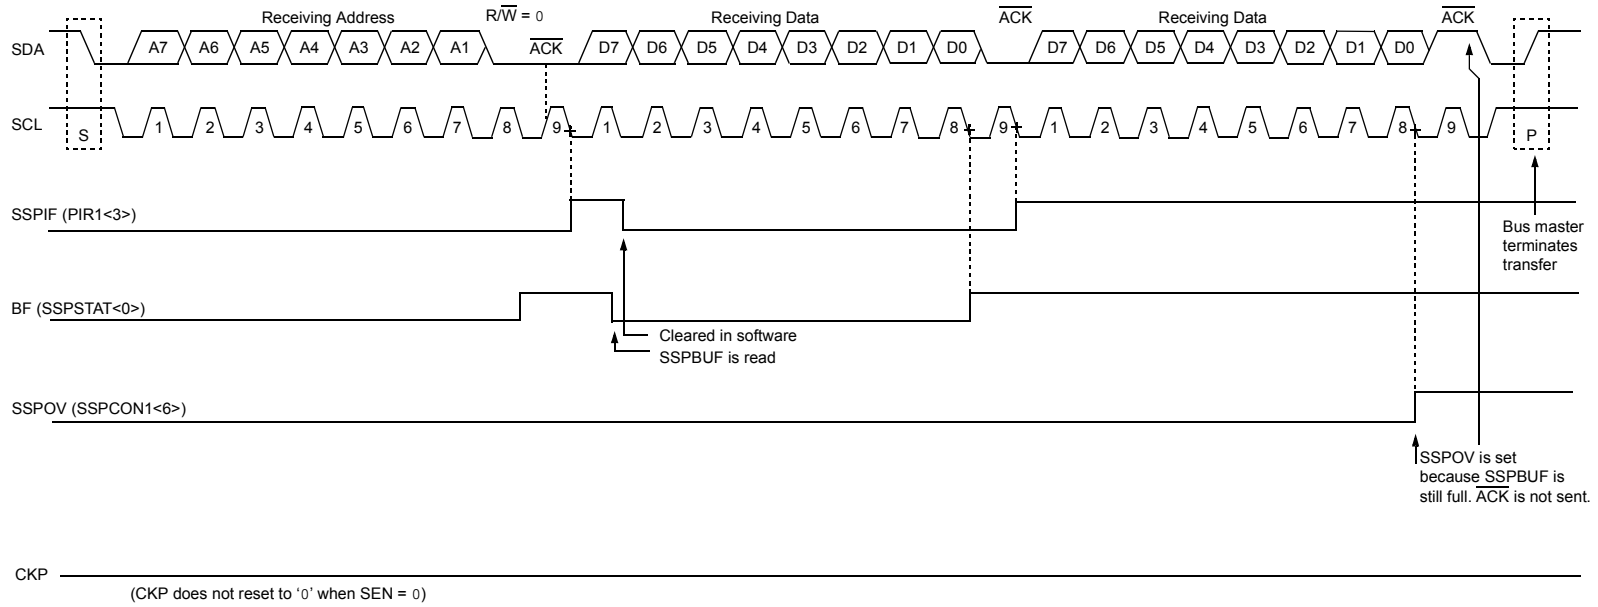 Receiving Address R/W = 0 Receiving Data ACK Receiving Data ACK
SDA A7 A6 A5 A4 A3 A2 A1 ACK D7 D6 D5 D4 D3 D2 D1 D0 D7 D6 D5 D4 D3 D2 D1 D0
SCL S 1 2 3 4 5 6 7 8 9 1 2 3 4 5 6 7 8 9 1 2 3 4 5 6 7 8 9 P
SSPIF (PIR1<3>)
Bus master
terminates
transfer
BF (SSPSTAT<0>)
Cleared in software
SSPBUF is read
SSPOV (SSPCON1<6>)
SSPOV is set
because SSPBUF is
still full. ACK is not sent.
CKP
(CKP does not reset to ‘0’ when SEN = 0)